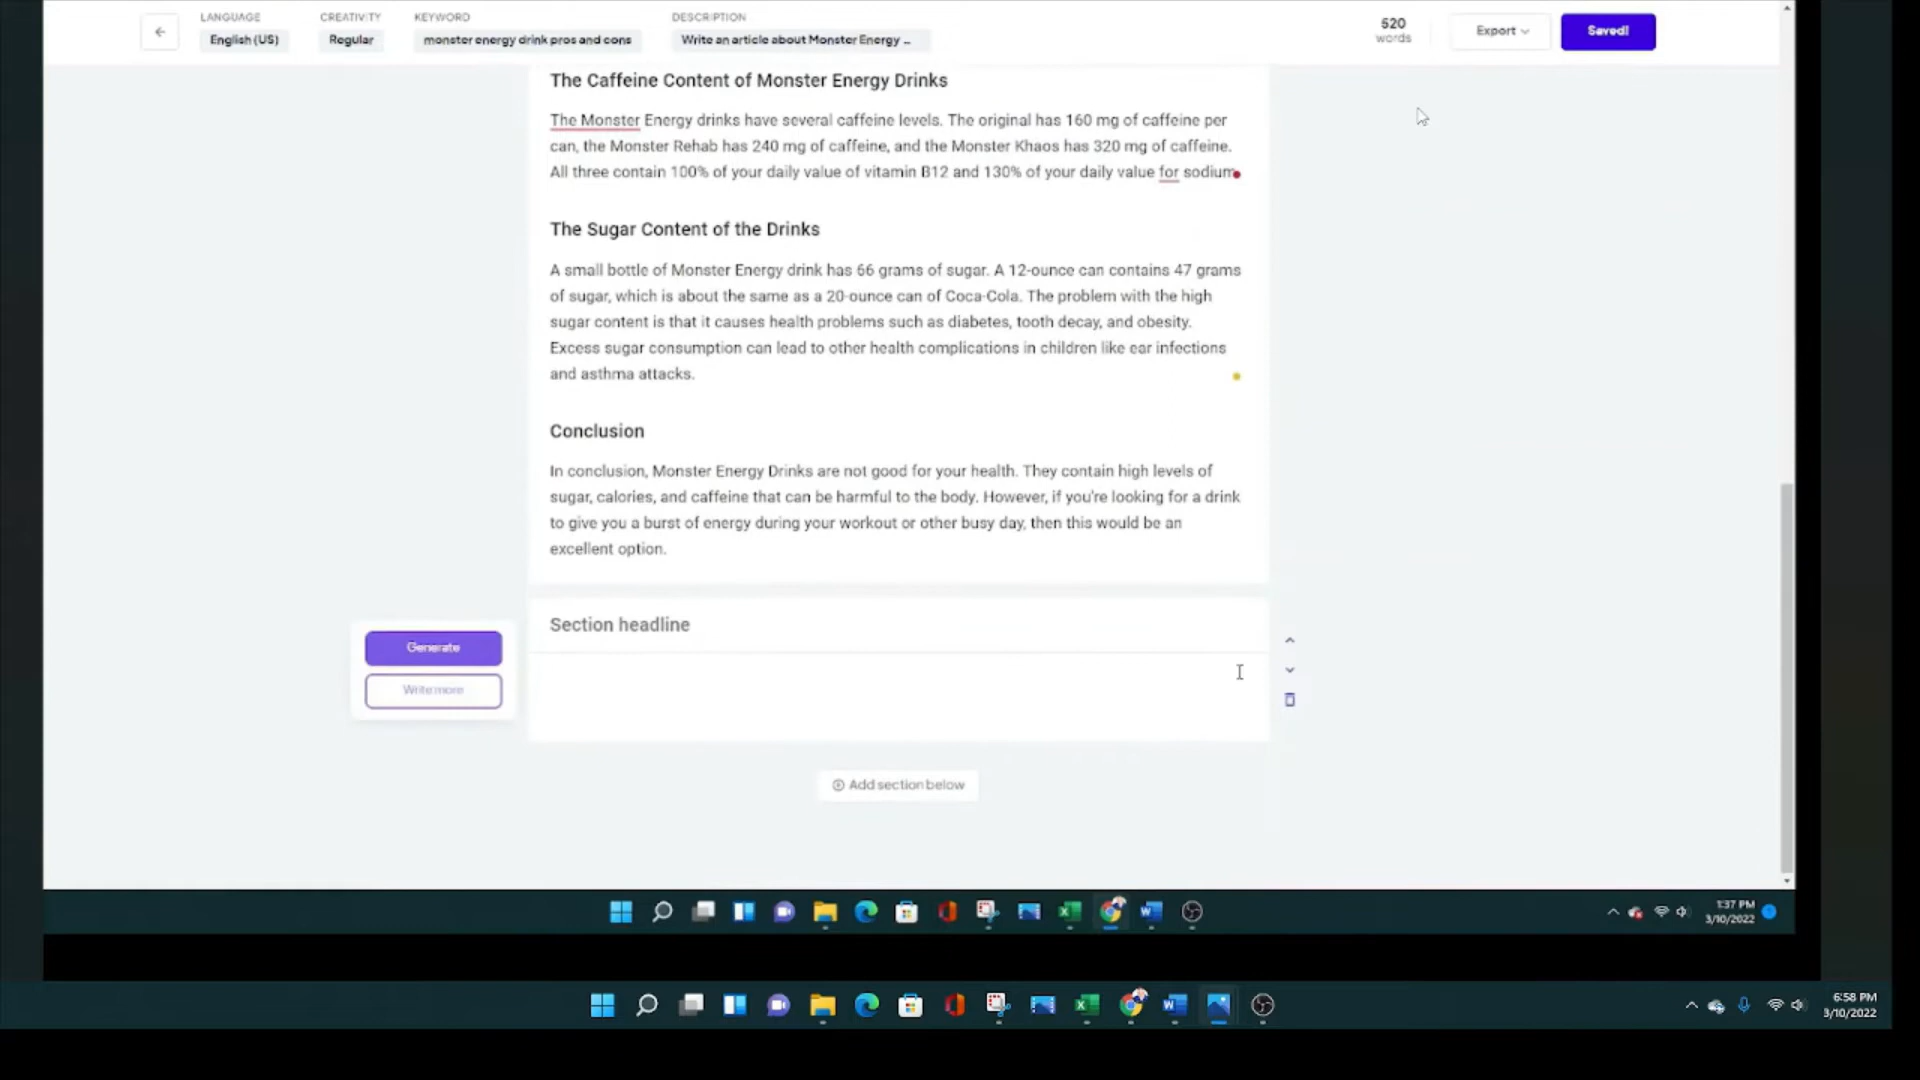 LANGUAGE
English (US)
CREATIVITY
Regular
KEYWORD
monster energy drink pros and cons
DESCRIPTION
Write an article about Monster Energy ...
520
words
Export
Saved!
The Caffeine Content of Monster Energy Drinks
The Monster Energy drinks have several caffeine levels. The original has 160 mg of caffeine per
can, the Monster Rehab has 240 mg of caffeine, and the Monster Khaos has 320 mg of caffeine.
All three contain 100% of your daily value of vitamin B12 and 130% of your daily value for sodium
The Sugar Content of the Drinks
A small bottle of Monster Energy drink has 66 grams of sugar. A 12-ounce can contains 47 grams
of sugar, which is about the same as a 20-ounce can of Coca-Cola. The problem with the high
sugar content is that it causes health problems such as diabetes, tooth decay, and obesity.
Excess sugar consumption can lead to other health complications in children like ear infections
and asthma attacks.
Conclusion
In conclusion, Monster Energy Drinks are not good for your health. They contain high levels of
sugar, calories, and caffeine that can be harmful to the body. However, if you're looking for a drink
to give you a burst of energy during your workout or other busy day, then this would be an
excellent option.
Section headline
Generate
Write more
Add section below
1:37 PM
3/10/2022
6:58 PM
3/10/2022